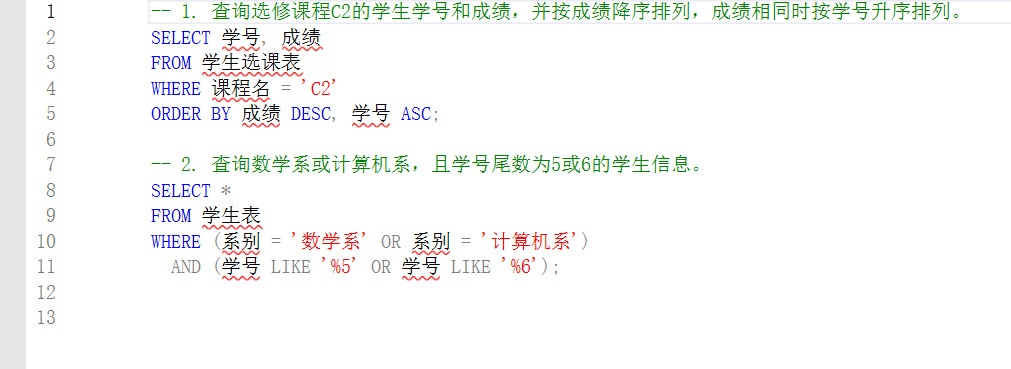 1 -- 1. 查询选修课程C2的学生学号和成绩，并按成绩降序排列，成绩相同时按学号升序排列。
2 SELECT 学号, 成绩
3 FROM 学生选课表
4 WHERE 课程名 = 'C2'
5 ORDER BY 成绩 DESC, 学号 ASC;
6
7 -- 2. 查询数学系或计算机系，且学号尾数为5或6的学生信息。
8 SELECT *
9 FROM 学生表
10 WHERE (系别 = '数学系' OR 系别 = '计算机系')
11 AND (学号 LIKE '%5' OR 学号 LIKE '%6');
12
13